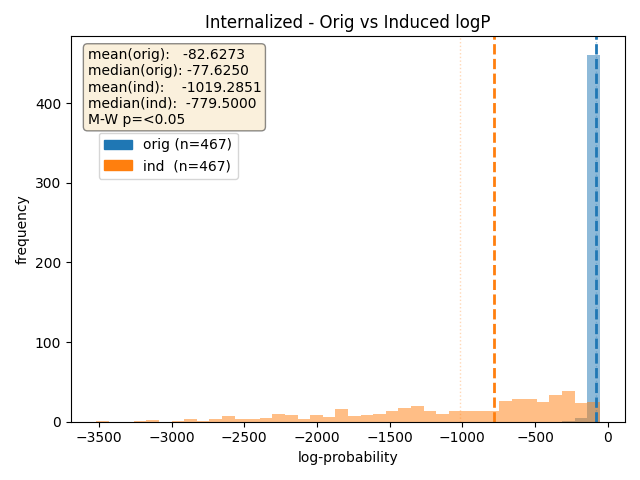 Internalized - Orig vs Induced logP
mean(orig): -82.6273
median(orig): -77.6250
mean(ind): -1019.2851
median(ind): -779.5000
M-W p=<0.05
orig (n=467)
ind (n=467)
frequency
400
300
200
100
0
−3500 −3000 −2500 −2000 −1500 −1000 −500 0
log-probability